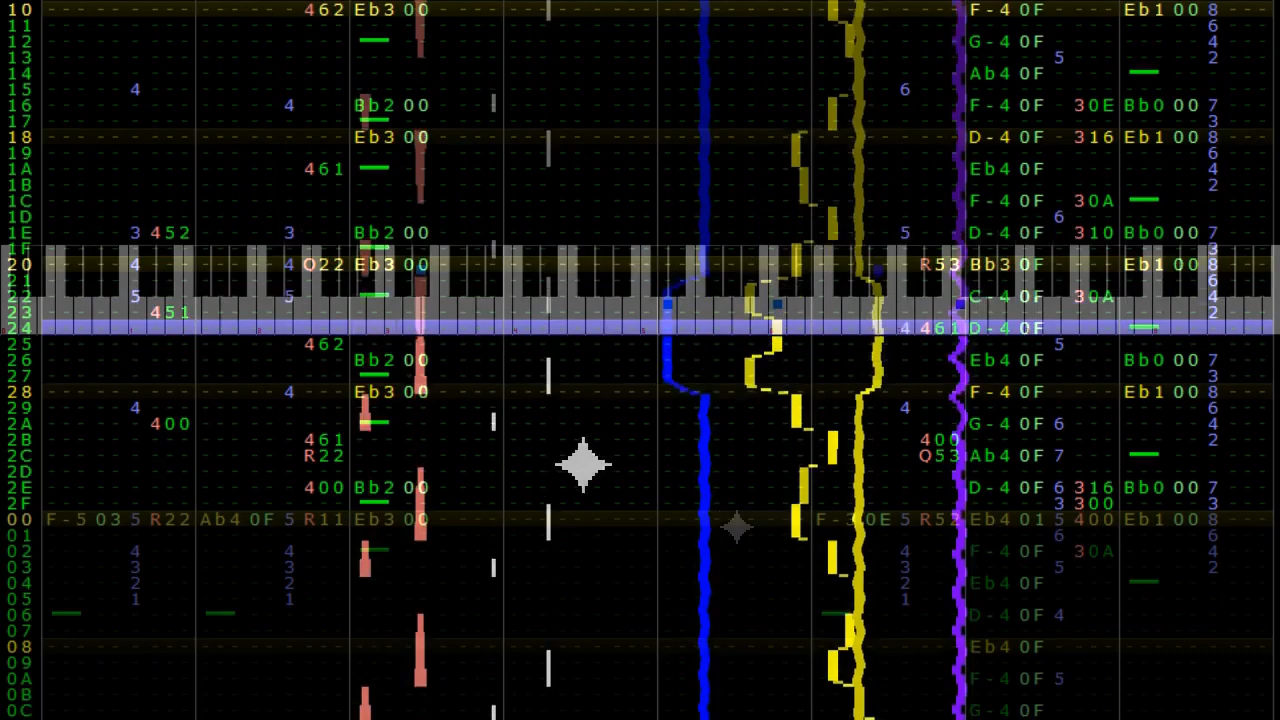 10 462 Eb3 00 F-4 0F Eb1 00 8
11 6
12 G-4 0F 4
13 5 2
14 Ab4 0F
15 4 6
16 4 Bb2 00 F-4 0F 30E Bb0 00 7
17 3
18 Eb3 00 D-4 0F 316 Eb1 00 8
19 6
1A 461 Eb4 0F 4
1B 2
1C F-4 0F 30A
1D 6
1E 3 452 3 Bb2 00 5 D-4 0F 310 Bb0 00 7
1F 3
20 4 4 Q22 Eb3 00 R53 Bb3 0F Eb1 00 8
21 6
22 5 5 C-4 0F 30A 4
23 451 2
24 4 461 D-4 0F
25 462 5
26 Bb2 00 Eb4 0F Bb0 00 7
27 3
28 4 Eb3 00 F-4 0F Eb1 00 8
29 4 4 6
2A 400 G-4 0F 6 4
2B 461 400 2
2C R22 Q53 Ab4 0F 7
2D
2E 400 Bb2 00 D-4 0F 6 316 Bb0 00 7
2F 3 300 3
00 F-5 03 5 R22 Ab4 0F 5 R11 Eb3 00 F-3 0E 5 R52 Eb4 01 5 400 Eb1 00 8
01 6
02 4 4 4 F-4 0F 30A 4
03 3 3 3 5 2
04 2 2 2 Eb4 0F
05 1 1 1
06 D-4 0F 4
07
08 Eb4 0F
09
0A F-4 0F 5
0B
0C G-4 0F